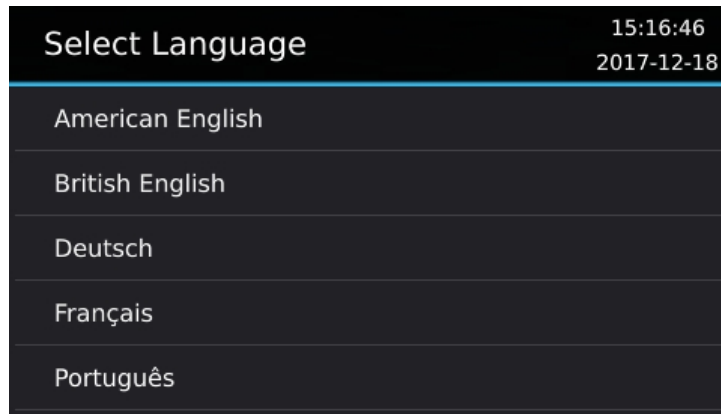 Select Language
15:16:46
2017-12-18
American English
British English
Deutsch
Français
Português